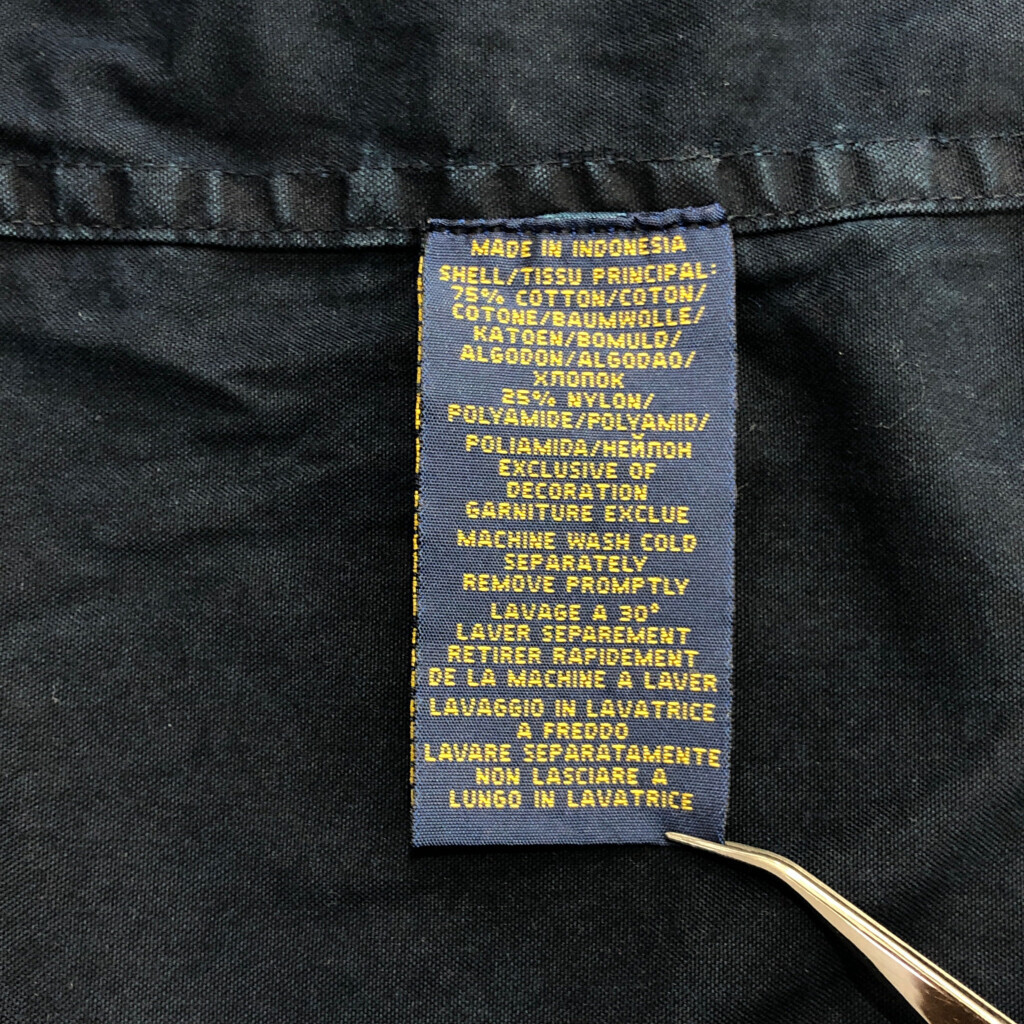 MADE IN INDONESIA
SHELL/TISSU PRINCIPAL:
75% COTTON/COTON/
COTONE/BAUMWOLLE/
KATOEN/BOMULD/
ALGODON/ALGODAO/
ХЛОПОК
25% NYLON/
POLYAMIDE/POLYAMID/
POLIAMIDA/НЕЙЛОН
EXCLUSIVE OF
DECORATION
GARNITURE EXCLUE
MACHINE WASH COLD
SEPARATELY
REMOVE PROMPTLY
LAVAGE A 30°
LAVER SEPAREMENT
RETIRER RAPIDEMENT
DE LA MACHINE A LAVER
LAVAGGIO IN LAVATRICE
A FREDDO
LAVARE SEPARATAMENTE
NON LASCIARE A
LUNGO IN LAVATRICE